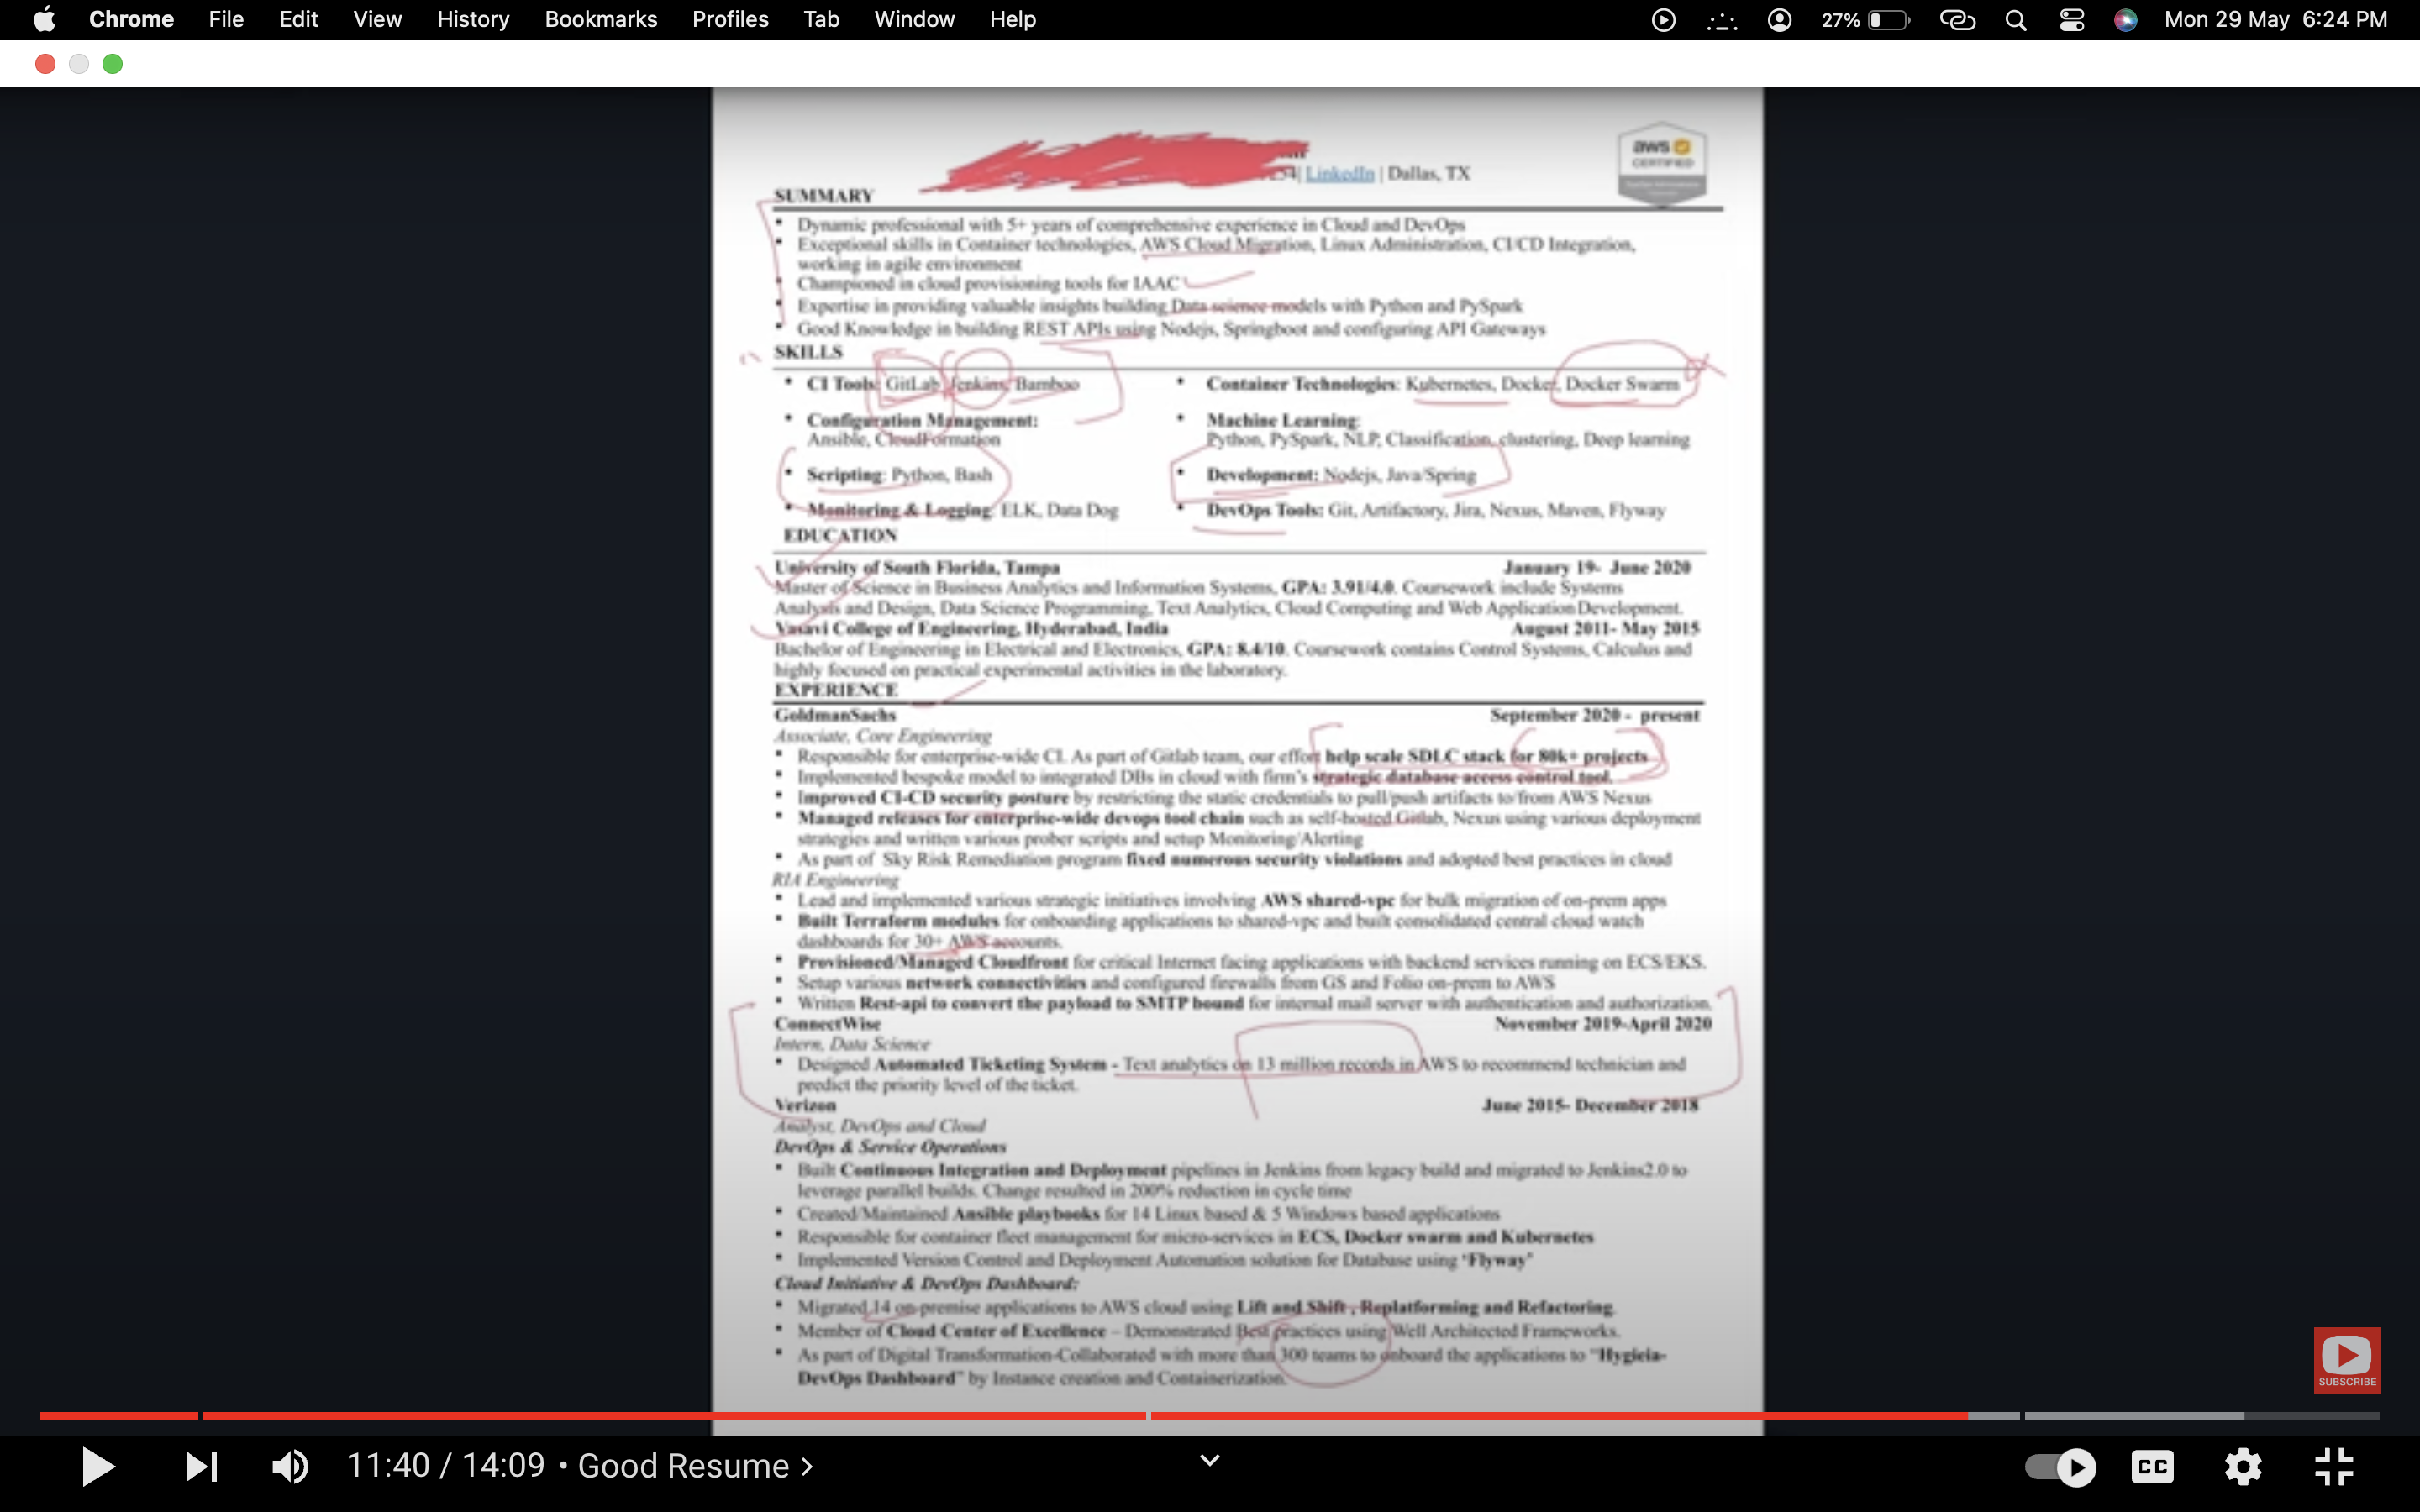 Chrome File Edit View History Bookmarks Profiles Tab Window Help 27% Mon 29 May 6:24 PM
aws
CERTIFIED
LinkedIn | Dallas, TX
SUMMARY
Dynamic professional with 5+ years of comprehensive experience in Cloud and DevOps
Exceptional skills in Container technologies, AWS Cloud Migration, Linux Administration, CI/CD Integration,
working in agile environment
Championed in cloud provisioning tools for IAAC
Expertise in providing valuable insights building Data science models with Python and PySpark
Good Knowledge in building REST APIs using Nodejs, Springboot and configuring API Gateways
SKILLS
CI Tools: GitLab, Jenkins, Bamboo
Container Technologies: Kubernetes, Docker, Docker Swarm
Configuration Management:
Ansible, CloudFormation
Machine Learning:
Python, PySpark, NLP, Classification, clustering, Deep learning
Scripting: Python, Bash
Development: Nodejs, Java/Spring
Monitoring & Logging: ELK, Data Dog
DevOps Tools: Git, Artifactory, Jira, Nexus, Maven, Flyway
EDUCATION
University of South Florida, Tampa January 19- June 2020
Master of Science in Business Analytics and Information Systems, GPA: 3.91/4.0. Coursework include Systems
Analysis and Design, Data Science Programming, Text Analytics, Cloud Computing and Web Application Development.
Vasavi College of Engineering, Hyderabad, India August 2011- May 2015
Bachelor of Engineering in Electrical and Electronics, GPA: 8.4/10. Coursework contains Control Systems, Calculus and
highly focused on practical experimental activities in the laboratory.
EXPERIENCE
GoldmanSachs September 2020 - present
Associate, Core Engineering
Responsible for enterprise-wide CI. As part of Gitlab team, our effort help scale SDLC stack for 80k+ projects
Implemented bespoke model to integrated DBs in cloud with firm's strategic database access control tool.
Improved CI-CD security posture by restricting the static credentials to pull/push artifacts to/from AWS Nexus
Managed releases for enterprise-wide devops tool chain such as self-hosted Gitlab, Nexus using various deployment
strategies and written various prober scripts and setup Monitoring/Alerting
As part of Sky Risk Remediation program fixed numerous security violations and adopted best practices in cloud
RIA Engineering
Lead and implemented various strategic initiatives involving AWS shared-vpc for bulk migration of on-prem apps
Built Terraform modules for onboarding applications to shared-vpc and built consolidated central cloud watch
dashboards for 30+ AWS accounts.
Provisioned/Managed Cloudfront for critical Internet facing applications with backend services running on ECS/EKS.
Setup various network connectivities and configured firewalls from GS and Folio on-prem to AWS
Written Rest-api to convert the payload to SMTP bound for internal mail server with authentication and authorization.
ConnectWise November 2019-April 2020
Intern, Data Science
Designed Automated Ticketing System - Text analytics on 13 million records in AWS to recommend technician and
predict the priority level of the ticket.
Verizon June 2015- December 2018
Analyst, DevOps and Cloud
DevOps & Service Operations
Built Continuous Integration and Deployment pipelines in Jenkins from legacy build and migrated to Jenkins2.0 to
leverage parallel builds. Change resulted in 200% reduction in cycle time
Created/Maintained Ansible playbooks for 14 Linux based & 5 Windows based applications
Responsible for container fleet management for micro-services in ECS, Docker swarm and Kubernetes
Implemented Version Control and Deployment Automation solution for Database using 'Flyway'
Cloud Initiative & DevOps Dashboard:
Migrated 14 on-premise applications to AWS cloud using Lift and Shift , Replatforming and Refactoring.
Member of Cloud Center of Excellence – Demonstrated Best practices using Well Architected Frameworks.
As part of Digital Transformation-Collaborated with more than 300 teams to onboard the applications to "Hygieia-
DevOps Dashboard" by Instance creation and Containerization.
SUBSCRIBE
11:40 / 14:09 • Good Resume >
CC